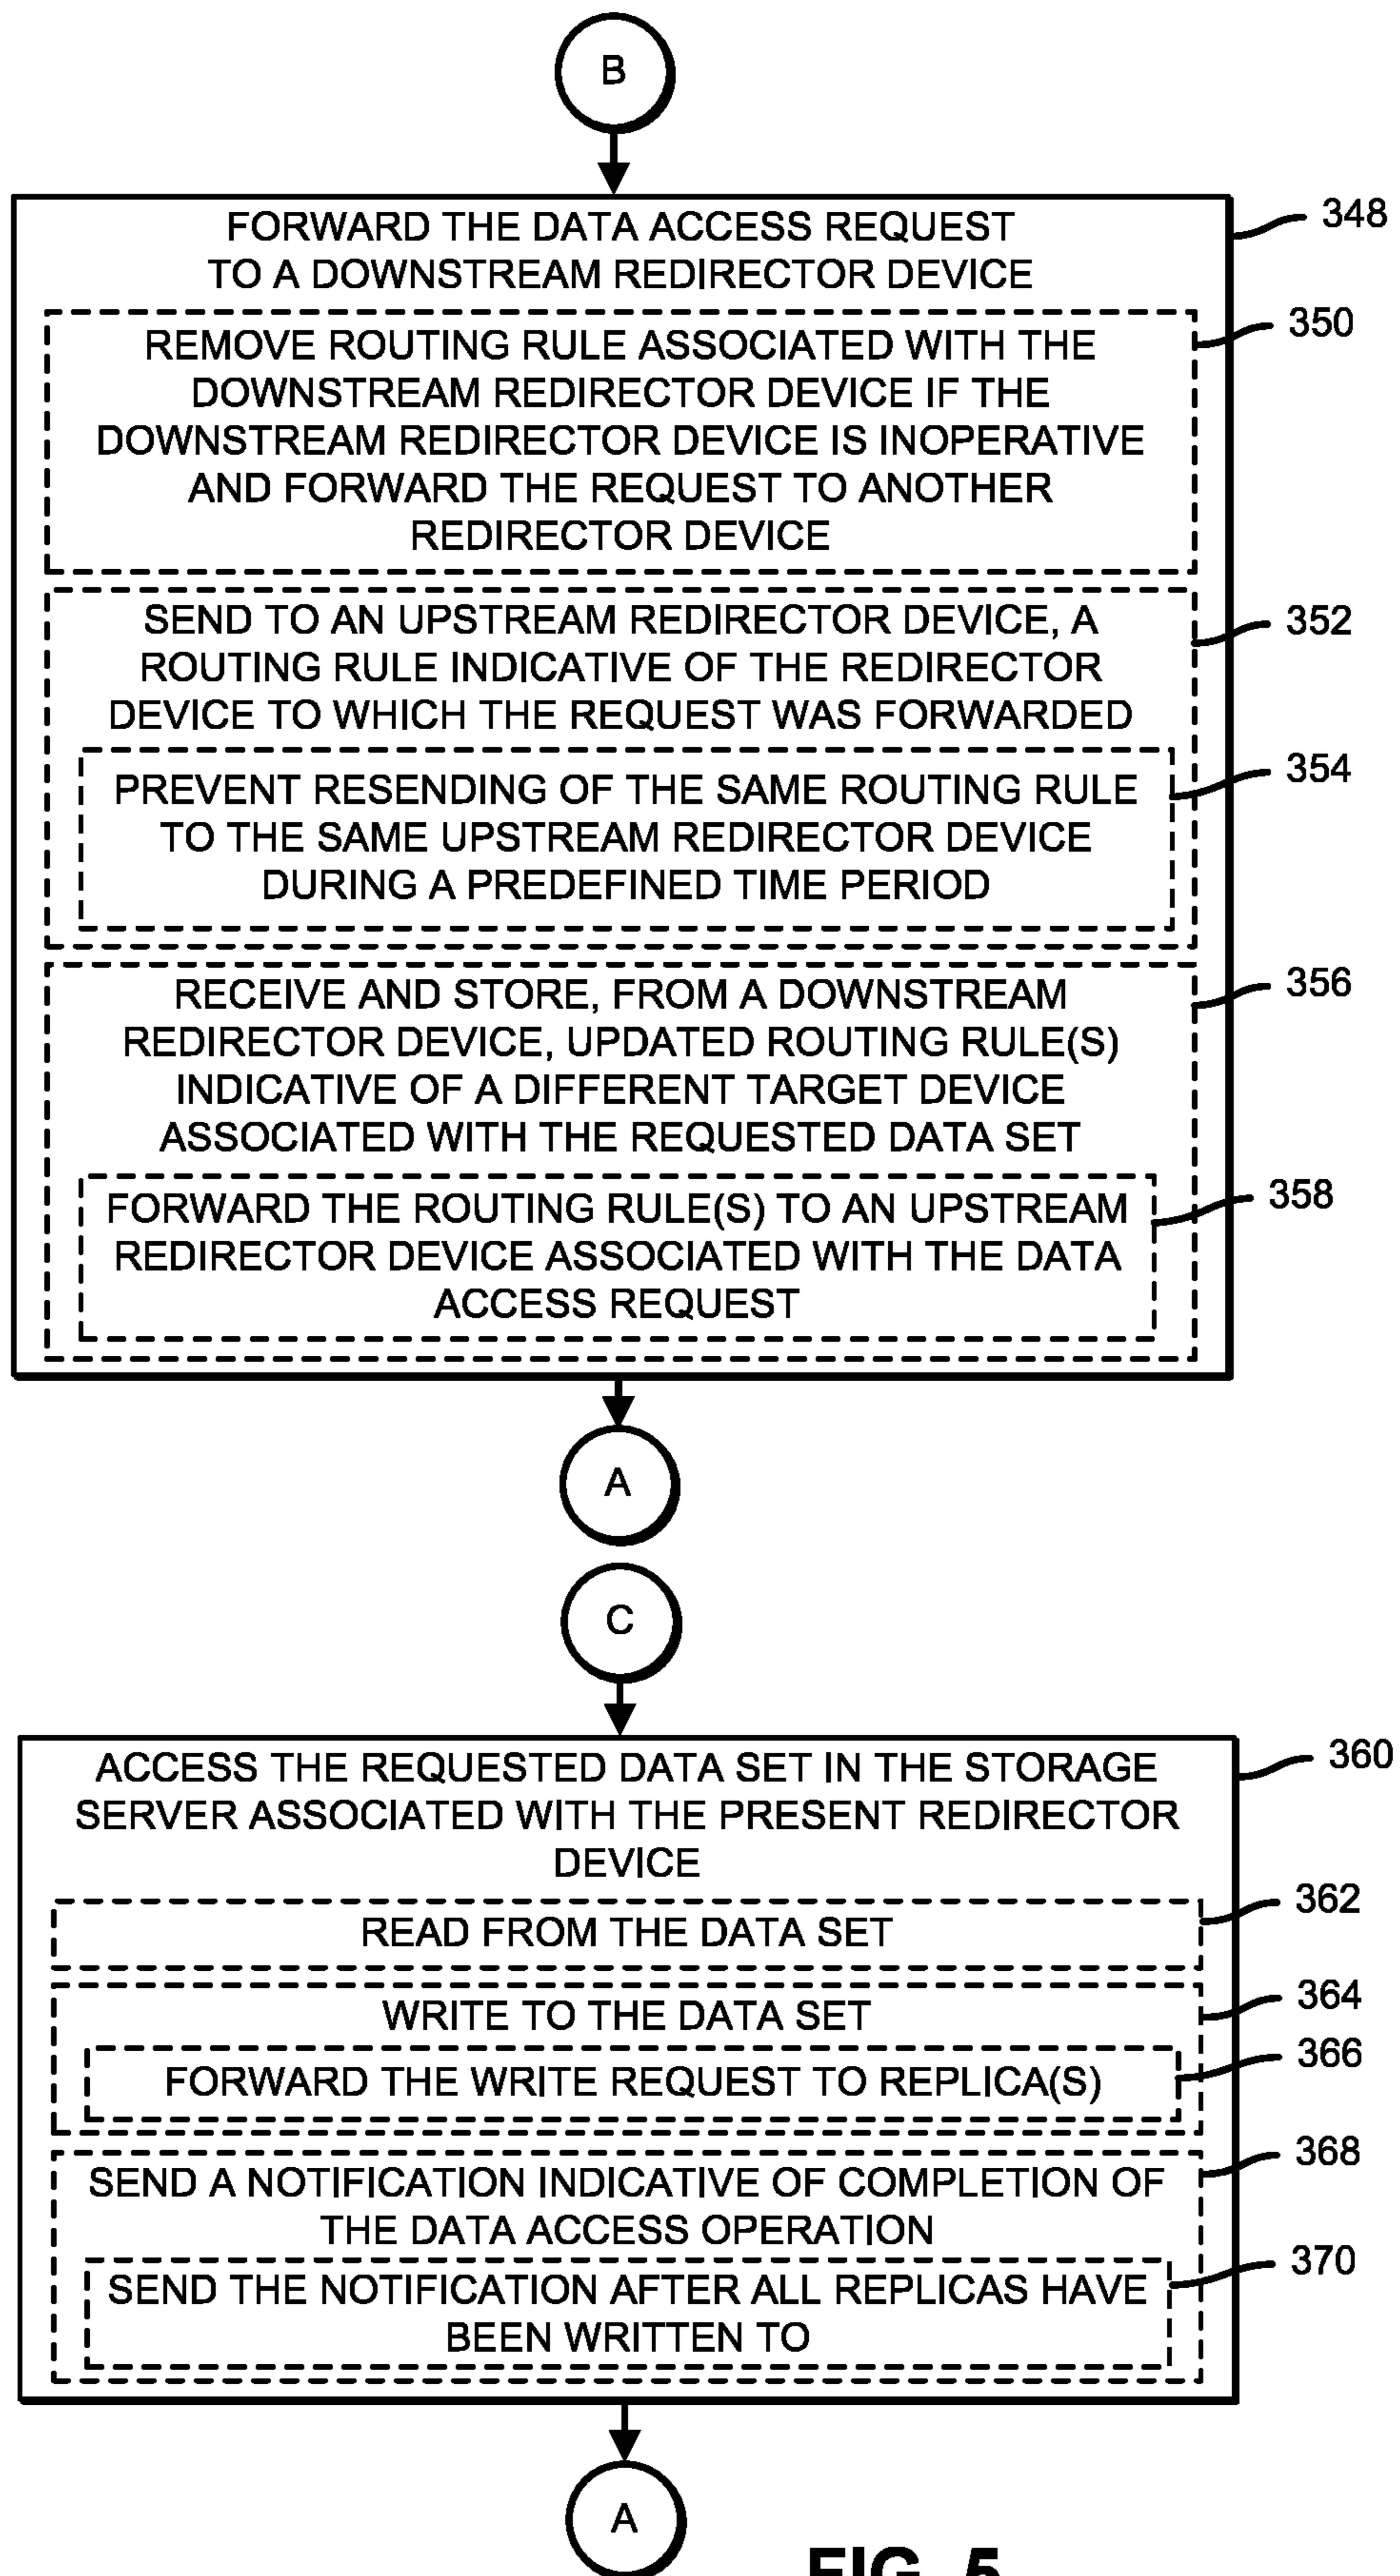 B
FORWARD THE DATA ACCESS REQUEST
TO A DOWNSTREAM REDIRECTOR DEVICE
348
REMOVE ROUTING RULE ASSOCIATED WITH THE
DOWNSTREAM REDIRECTOR DEVICE IF THE
DOWNSTREAM REDIRECTOR DEVICE IS INOPERATIVE
AND FORWARD THE REQUEST TO ANOTHER
REDIRECTOR DEVICE
350
SEND TO AN UPSTREAM REDIRECTOR DEVICE, A
ROUTING RULE INDICATIVE OF THE REDIRECTOR
DEVICE TO WHICH THE REQUEST WAS FORWARDED
352
PREVENT RESENDING OF THE SAME ROUTING RULE
TO THE SAME UPSTREAM REDIRECTOR DEVICE
DURING A PREDEFINED TIME PERIOD
354
RECEIVE AND STORE, FROM A DOWNSTREAM
REDIRECTOR DEVICE, UPDATED ROUTING RULE(S)
INDICATIVE OF A DIFFERENT TARGET DEVICE
ASSOCIATED WITH THE REQUESTED DATA SET
356
FORWARD THE ROUTING RULE(S) TO AN UPSTREAM
REDIRECTOR DEVICE ASSOCIATED WITH THE DATA
ACCESS REQUEST
358
A
C
ACCESS THE REQUESTED DATA SET IN THE STORAGE
SERVER ASSOCIATED WITH THE PRESENT REDIRECTOR
DEVICE
360
READ FROM THE DATA SET
362
WRITE TO THE DATA SET
364
FORWARD THE WRITE REQUEST TO REPLICA(S)
366
SEND A NOTIFICATION INDICATIVE OF COMPLETION OF
THE DATA ACCESS OPERATION
368
SEND THE NOTIFICATION AFTER ALL REPLICAS HAVE
BEEN WRITTEN TO
370
A
FIG. 5